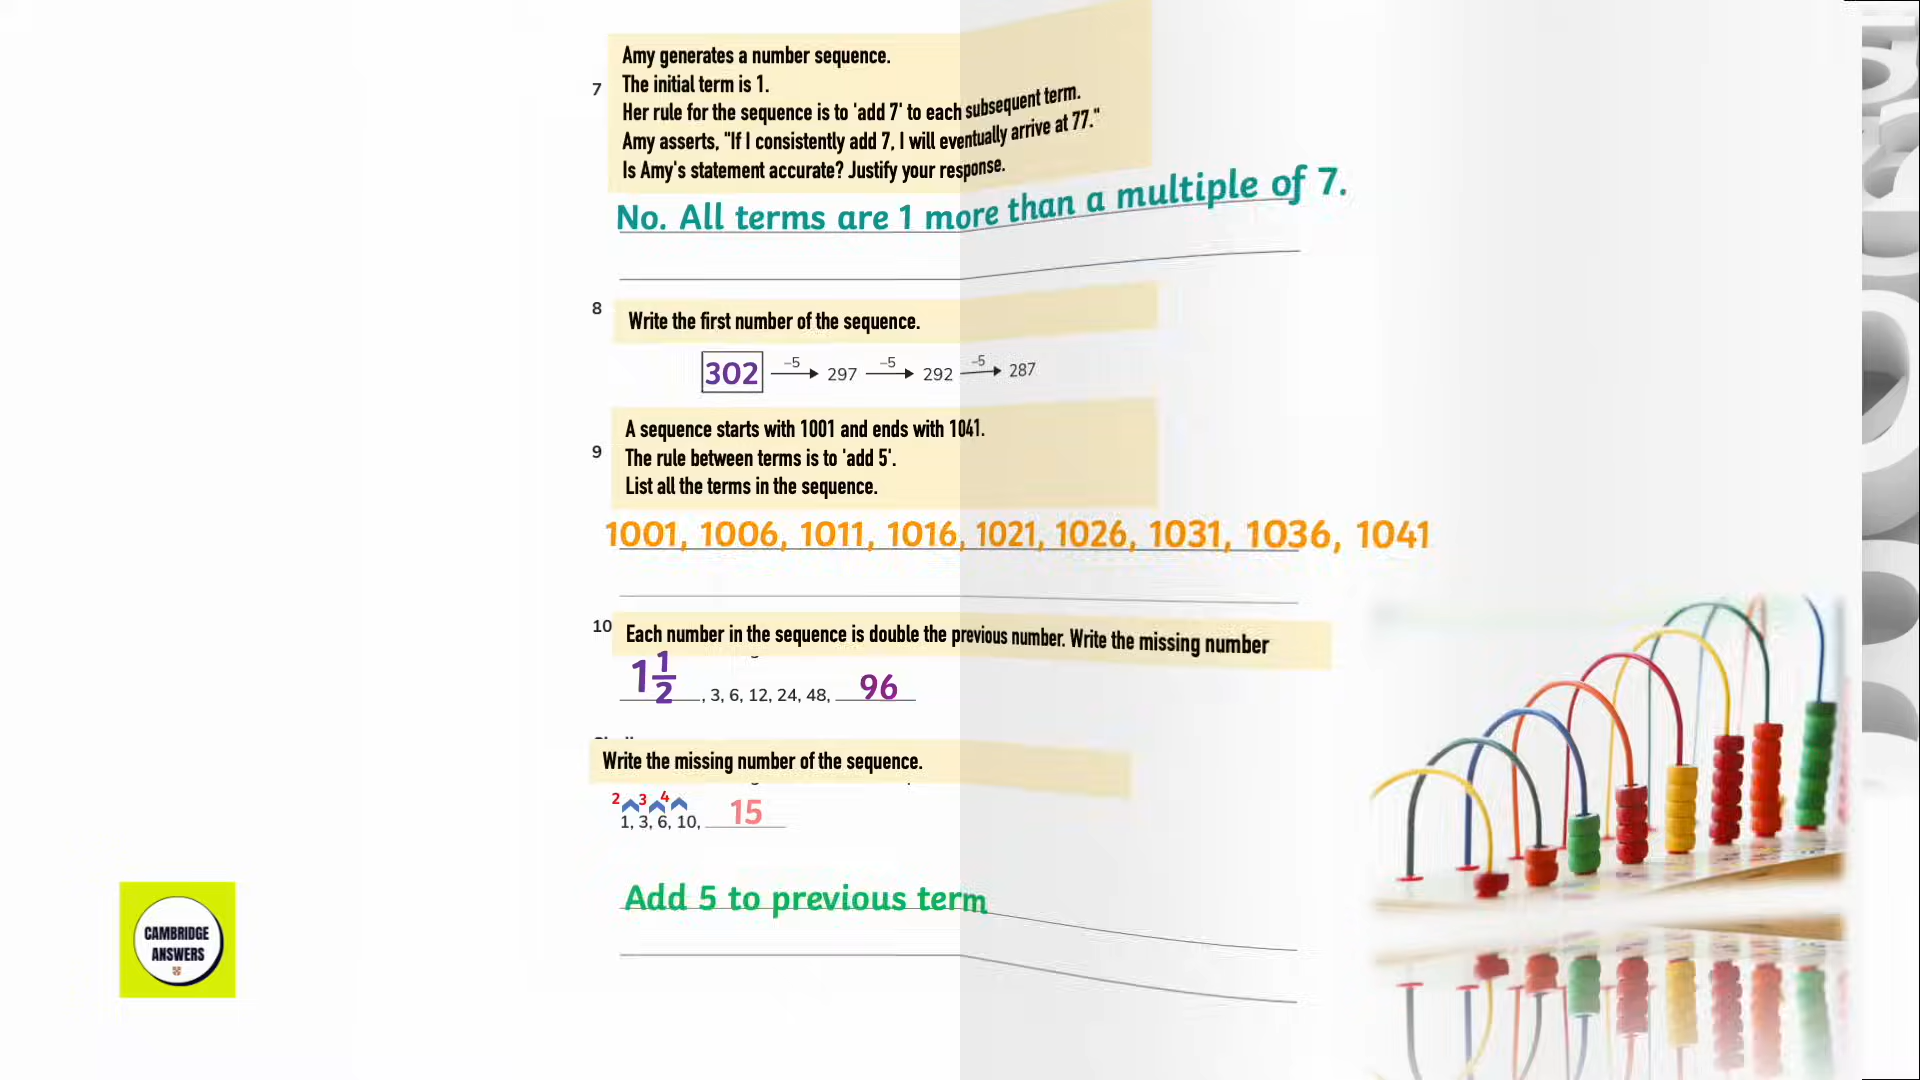 7
Amy generates a number sequence.
The initial term is 1.
Her rule for the sequence is to 'add 7' to each subsequent term.
Amy asserts, "If I consistently add 7, I will eventually arrive at 77."
Is Amy's statement accurate? Justify your response.
No. All terms are 1 more than a multiple of 7.
8
Write the first number of the sequence.
302 –5 297 –5 292 –5 287
9
A sequence starts with 1001 and ends with 1041.
The rule between terms is to 'add 5'.
List all the terms in the sequence.
1001, 1006, 1011, 1016, 1021, 1026, 1031, 1036, 1041
10
Each number in the sequence is double the previous number. Write the missing number
1 1/2, 3, 6, 12, 24, 48, 96
Write the missing number of the sequence.
2 3 4
1, 3, 6, 10, 15
Add 5 to previous term
CAMBRIDGE
ANSWERS